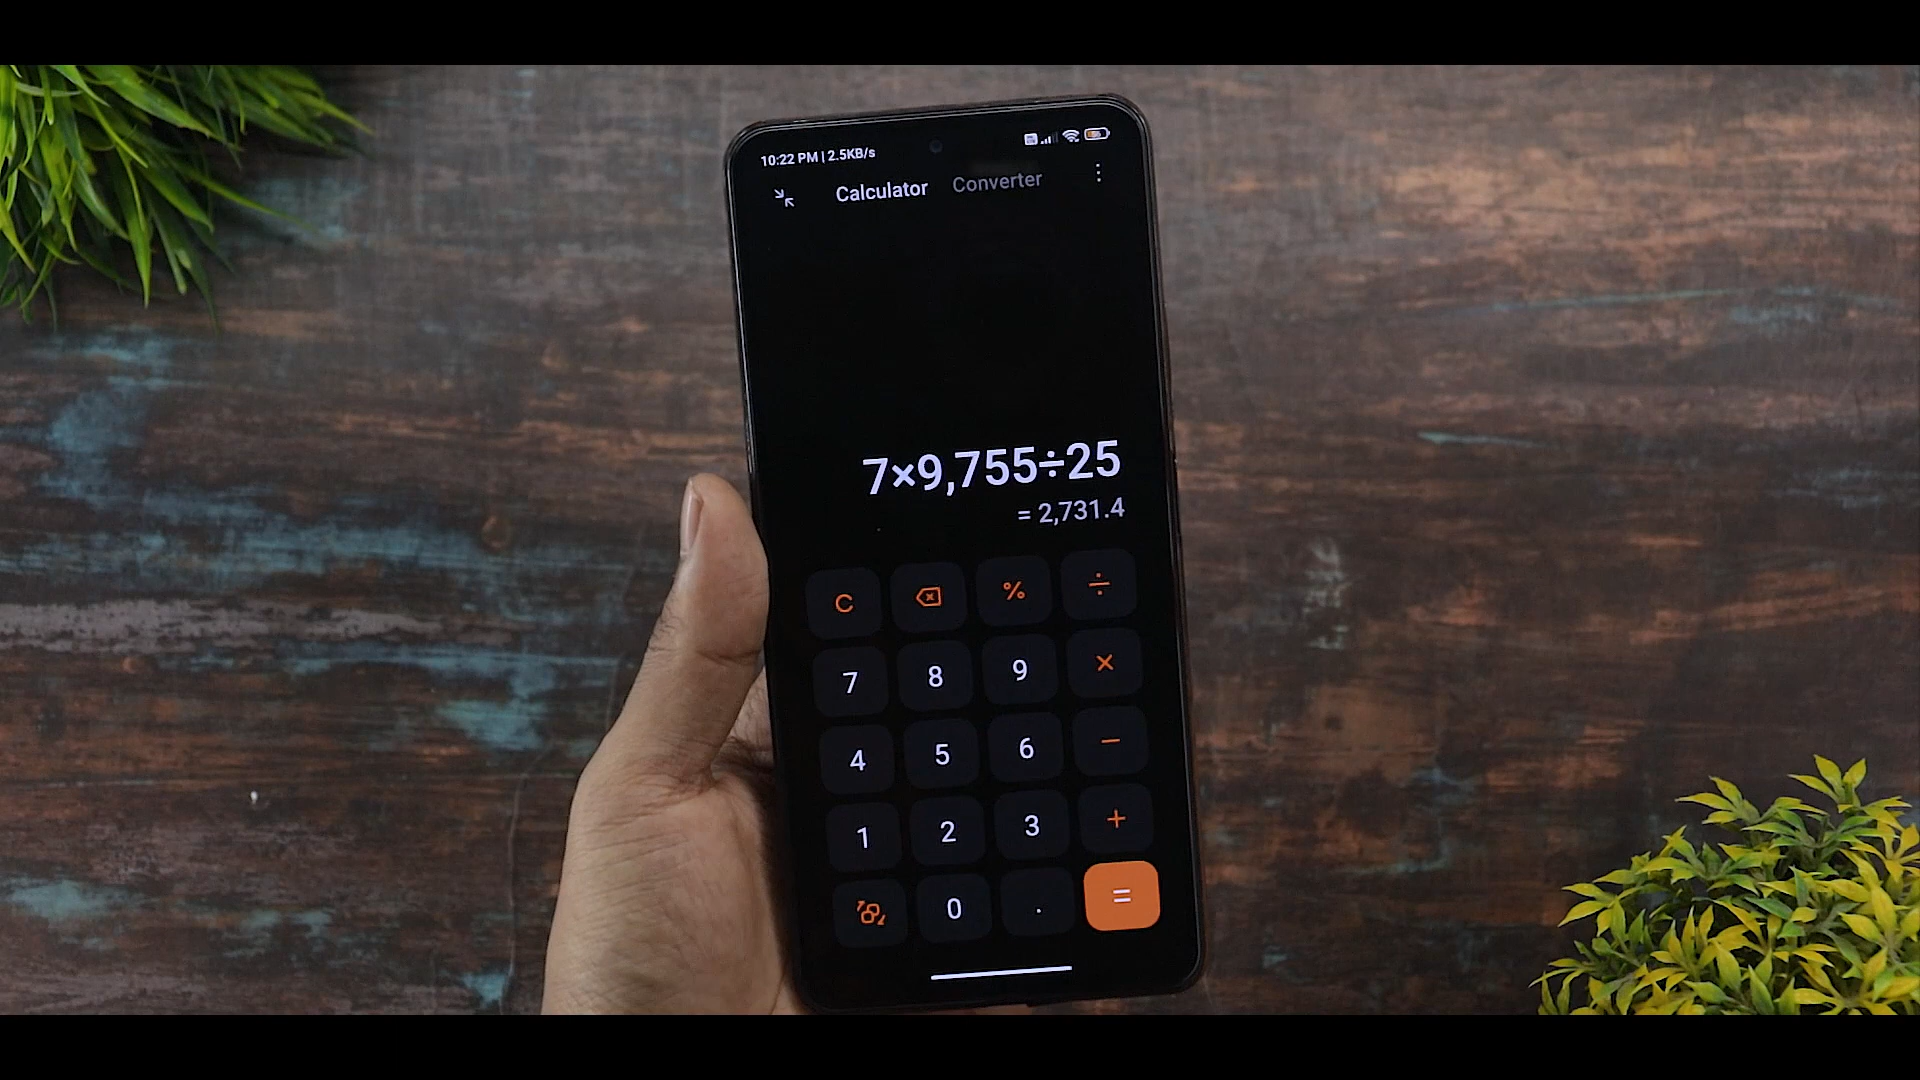 10:22 PM | 2.5KB/s
Calculator Converter
7×9,755÷25
= 2,731.4
C % ÷
7 8 9 ×
4 5 6 −
1 2 3 +
0 . =